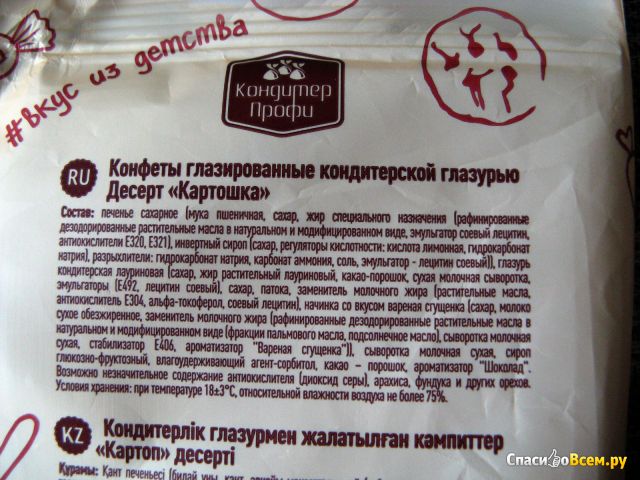 #вкус из детства
Кондитер
Профи
RU Конфеты глазированные кондитерской глазурью
Десерт «Картошка»
Состав: печенье сахарное (мука пшеничная, сахар, жир специального назначения (рафинированные
дезодорированные растительные масла в натуральном и модифицированном виде, эмульгатор соевый лецитин,
антиокислители Е320, Е321), инвертный сироп (сахар, регуляторы кислотности: кислота лимонная, гидрокарбонат
натрия), разрыхлители: гидрокарбонат натрия, карбонат аммония, соль, эмульгатор - лецитин соевый)), глазурь
кондитерская лауриновая (сахар, жир растительный лауриновый, какао-порошок, сухая молочная сыворотка,
эмульгаторы (Е492, лецитин соевый), сахар, патока, заменитель молочного жира (растительные масла,
антиокислитель Е304, альфа-токоферол, соевый лецитин), начинка со вкусом вареная сгущенка (сахар, молоко
сухое обезжиренное, заменитель молочного жира (рафинированные дезодорированные растительные масла в
натуральном и модифицированном виде (фракции пальмового масла, подсолнечное масло), сыворотка молочная
сухая, стабилизатор Е406, ароматизатор "Вареная сгущенка")), сыворотка молочная сухая, сироп
глюкозно-фруктозный, влагоудерживающий агент-сорбитол, какао – порошок, ароматизатор "Шоколад".
Возможно незначительное содержание антиокислителя (диоксид серы), арахиса, фундука и других орехов.
Условия хранения: при температуре 18±3°С, относительной влажности воздуха не более 75%.
KZ Кондитерлік глазурмен жалатылған кәмпиттер
«Картоп» десерті
Құрамы: Қант печеньесі (бидай ұны, қант,
СпасибоВсем.ру